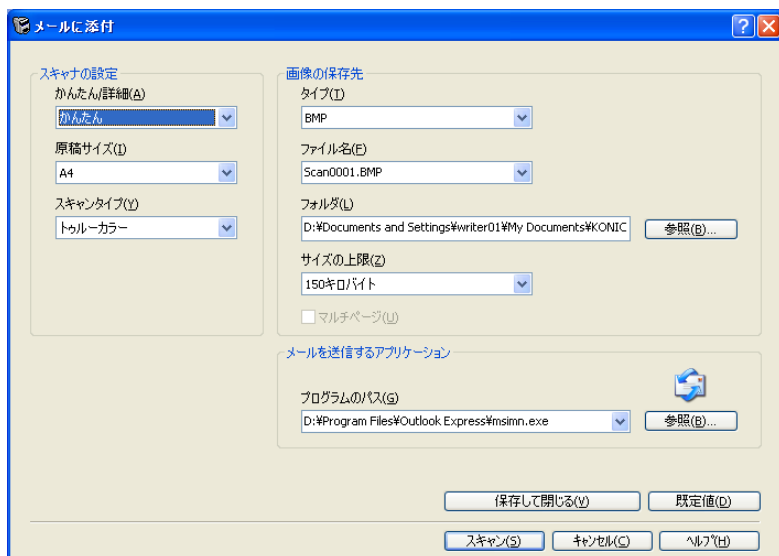 メールに添付
スキャナの設定
かんたん/詳細(A)
かんたん
原稿サイズ(I)
A4
スキャンタイプ(Y)
トゥルーカラー
画像の保存先
タイプ(T)
BMP
ファイル名(F)
Scan0001.BMP
フォルダ(L)
D:¥Documents and Settings¥writer01¥My Documents¥KONIC
参照(B)...
サイズの上限(Z)
150キロバイト
マルチページ(U)
メールを送信するアプリケーション
プログラムのパス(G)
D:¥Program Files¥Outlook Express¥msimn.exe
参照(B)...
保存して閉じる(V)
既定値(D)
スキャン(S)
キャンセル(C)
ヘルプ(H)